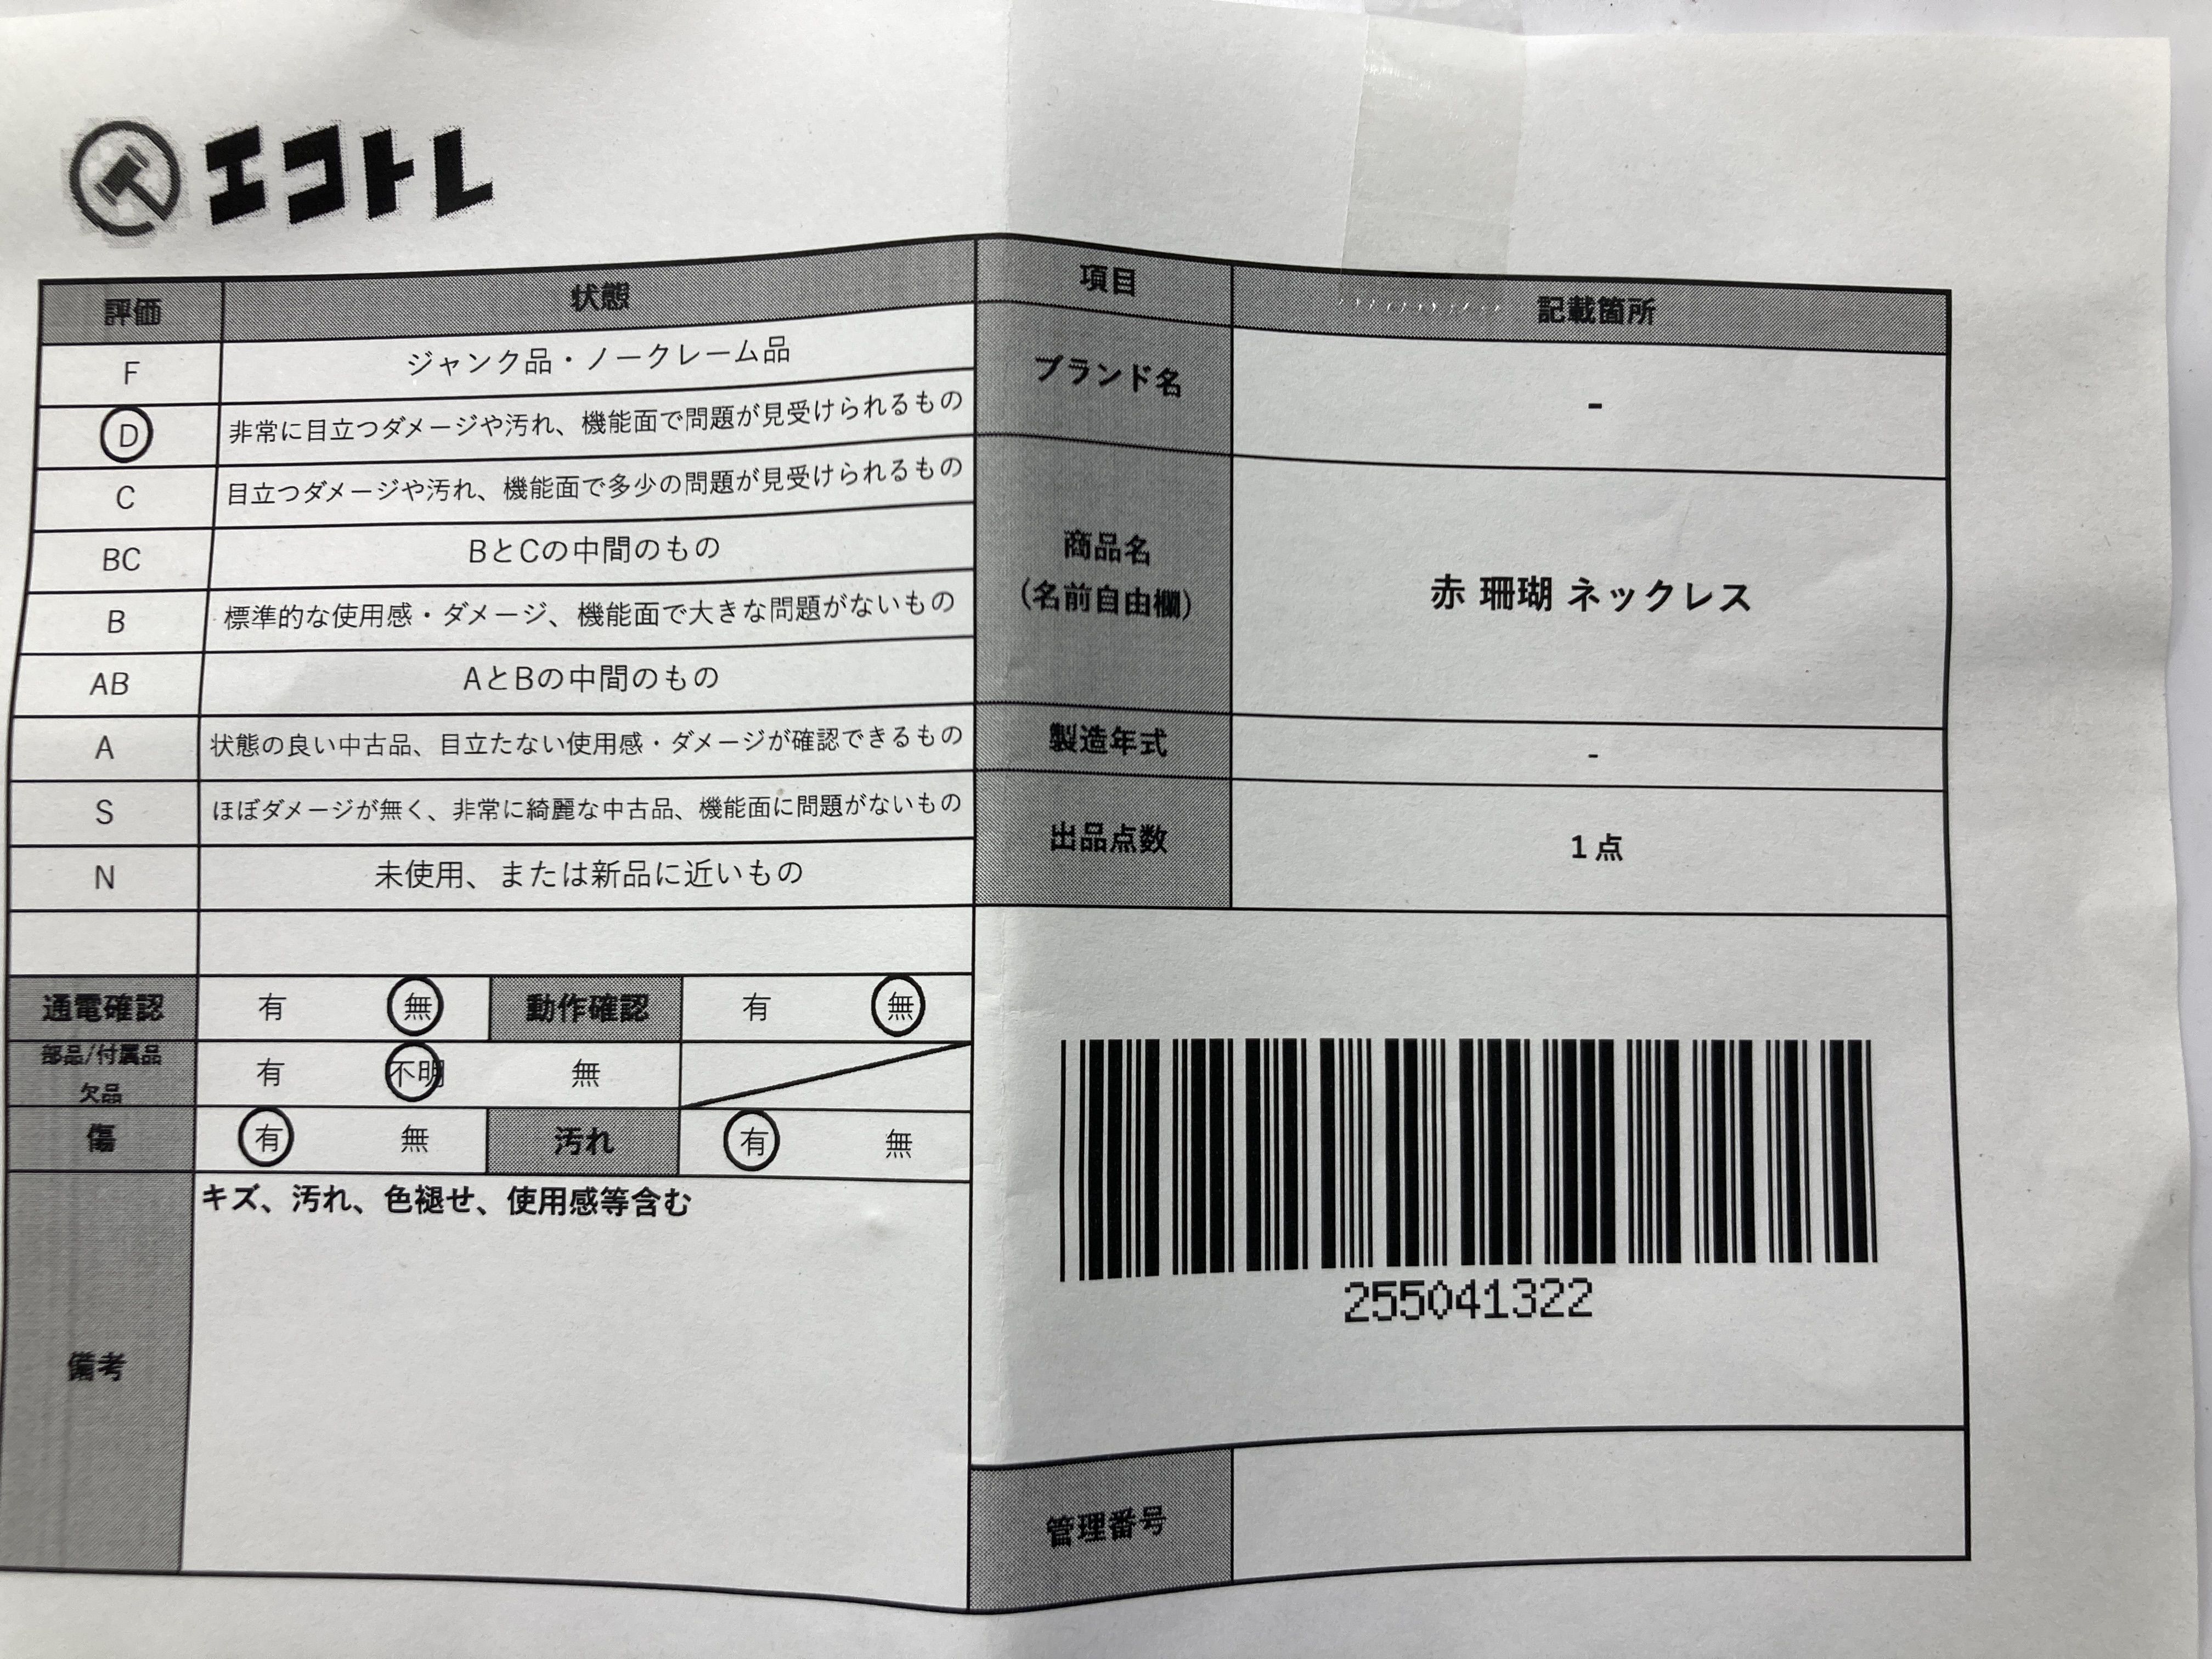 エコトレ
評価 状態
F ジャンク品・ノークレーム品
D 非常に目立つダメージや汚れ、機能面で問題が見受けられるもの
C 目立つダメージや汚れ、機能面で多少の問題が見受けられるもの
BC BとCの中間のもの
B 標準的な使用感・ダメージ、機能面で大きな問題がないもの
AB AとBの中間のもの
A 状態の良い中古品、目立たない使用感・ダメージが確認できるもの
S ほぼダメージが無く、非常に綺麗な中古品、機能面に問題がないもの
N 未使用、または新品に近いもの
通電確認 有 無 動作確認 有 無
部品/付属品
欠品 有 不明 無
傷 有 無 汚れ 有 無
備考 キズ、汚れ、色褪せ、使用感等含む
項目 記載箇所
ブランド名 -
商品名
(名前自由欄) 赤 珊瑚 ネックレス
製造年式 -
出品点数 1点
255041322
管理番号